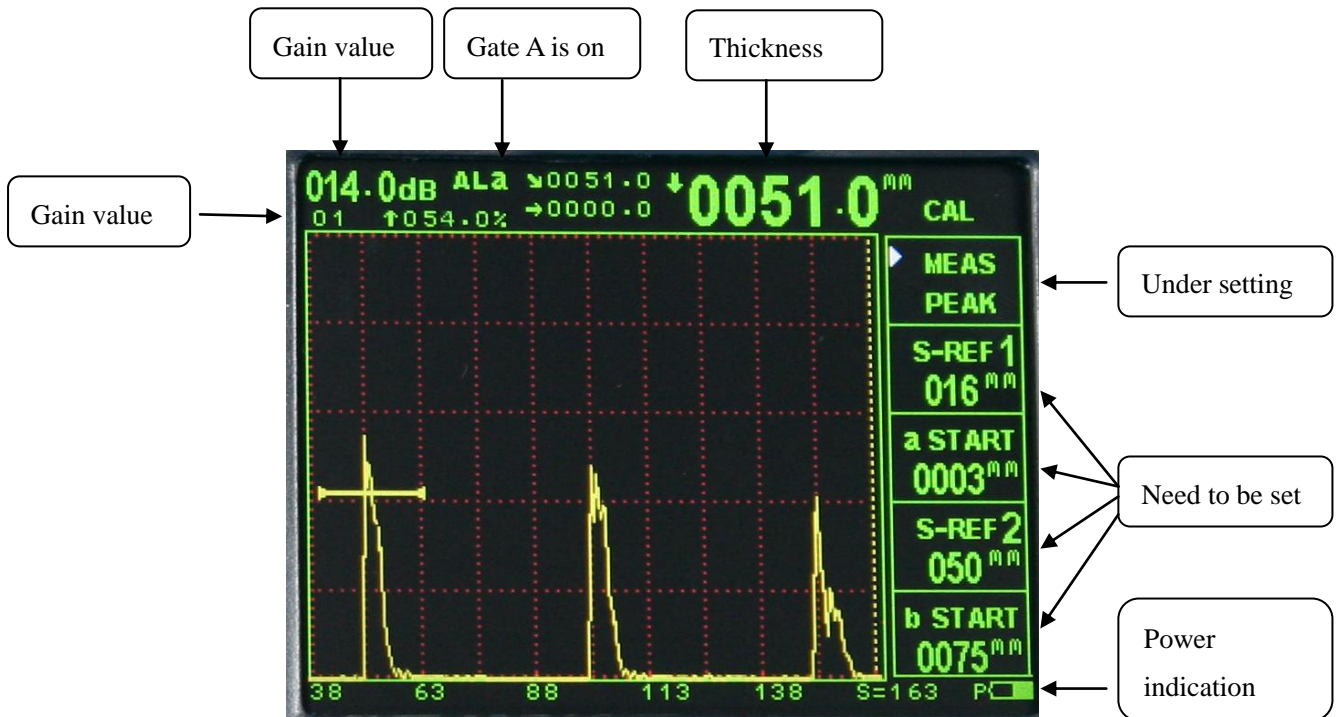 Gain value
Gate A is on
Thickness
Gain value
014.0dB ALa ↘0051.0 ↓0051.0mm CAL
01 ↑054.0% →0000.0
MEAS
PEAK
Under setting
S-REF1
016mm
a START
0003mm
Need to be set
S-REF2
050mm
b START
0075mm
Power
indication
38 63 88 113 138 S=163 P